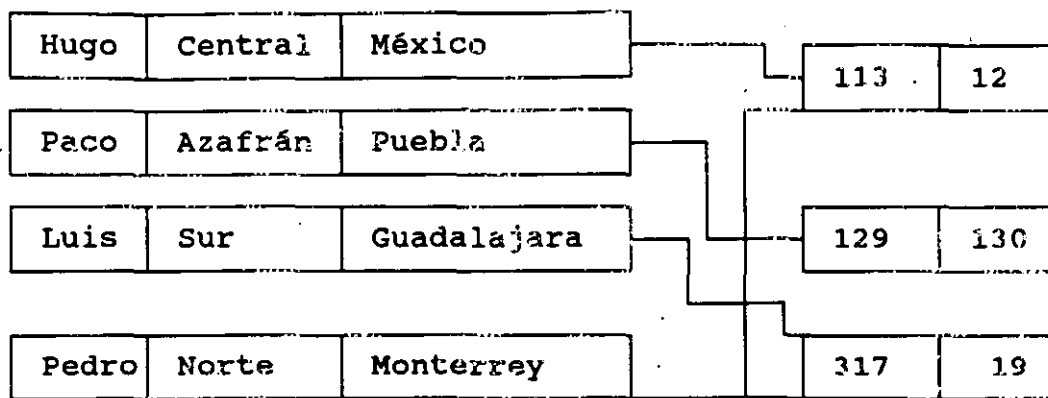 Hugo Central México
113 12
Paco Azafrán Puebla
Luis Sur Guadalajara
129 130
Pedro Norte Monterrey
317 19